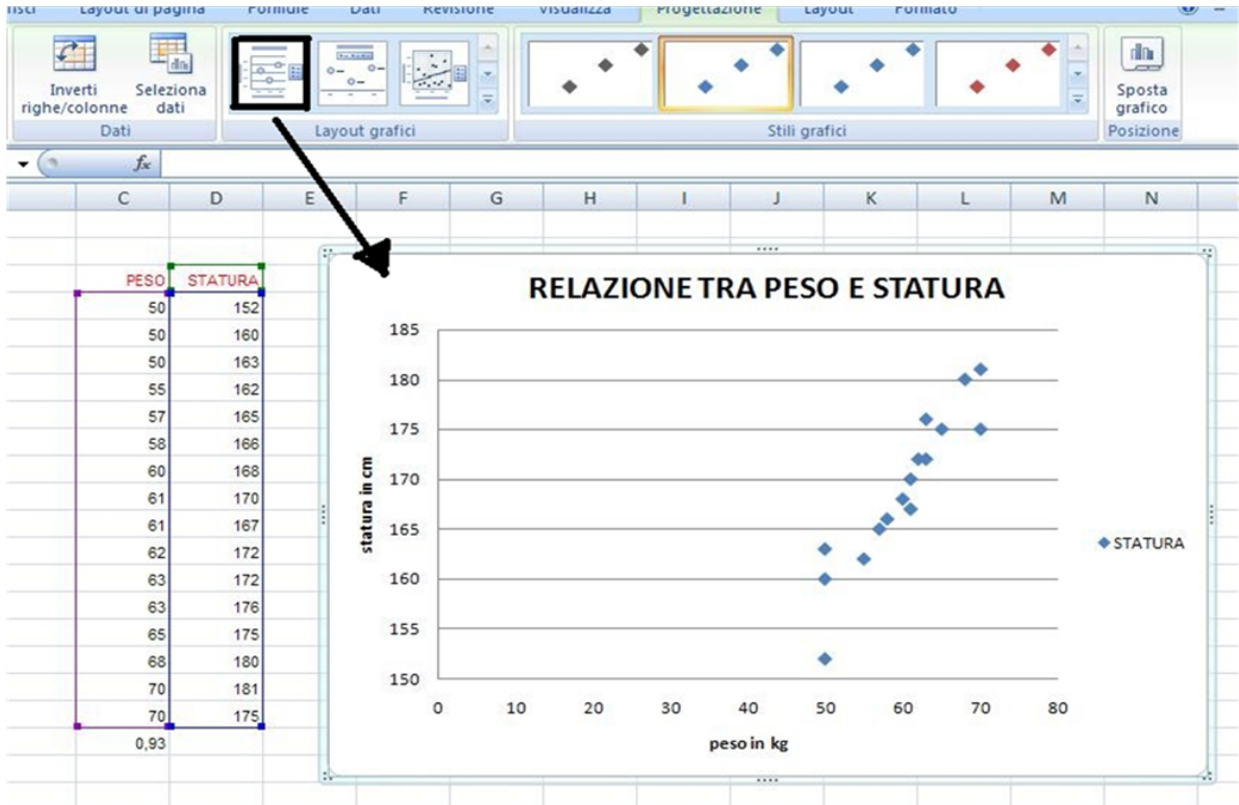 Layout di pagina Formule Dati Revisione Visualizza Progettazione Layout Formato
Inverti righe/colonne
Seleziona dati
Sposta grafico
Dati Layout grafici Stili grafici Posizione
fx
C D E F G H I J K L M N
PESO STATURA
50 152
50 160
50 163
55 162
57 165
58 166
60 168
61 170
61 167
62 172
63 172
63 176
65 175
68 180
70 181
70 175
0,93
RELAZIONE TRA PESO E STATURA
185
180
175
170
165
160
155
150
statura in cm
0 10 20 30 40 50 60 70 80
peso in kg
STATURA